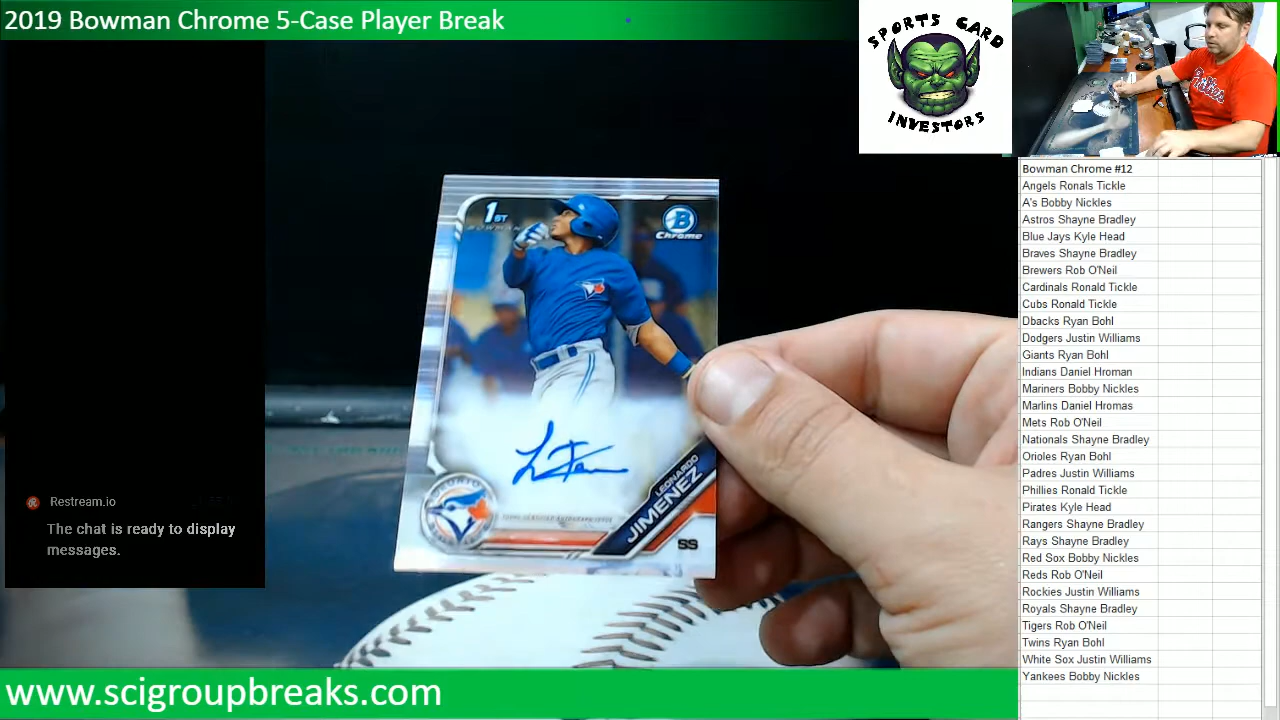 2019 Bowman Chrome 5-Case Player Break
SPORTS CARD
INVESTORS
Phillies
Bowman Chrome #12
Angels Ronals Tickle
A's Bobby Nickles
Astros Shayne Bradley
Blue Jays Kyle Head
Braves Shayne Bradley
Brewers Rob O'Neil
Cardinals Ronald Tickle
Cubs Ronald Tickle
Dbacks Ryan Bohl
Dodgers Justin Williams
Giants Ryan Bohl
Indians Daniel Hroman
Mariners Bobby Nickles
Marlins Daniel Hromas
Mets Rob O'Neil
Nationals Shayne Bradley
Orioles Ryan Bohl
Padres Justin Williams
Phillies Ronald Tickle
Pirates Kyle Head
Rangers Shayne Bradley
Rays Shayne Bradley
Red Sox Bobby Nickles
Reds Rob O'Neil
Rockies Justin Williams
Royals Shayne Bradley
Tigers Rob O'Neil
Twins Ryan Bohl
White Sox Justin Williams
Yankees Bobby Nickles
1ST
BOWMAN
B
Chrome
LEONARDO
JIMENEZ
SS
Restream.io
The chat is ready to display
messages.
www.scigroupbreaks.com